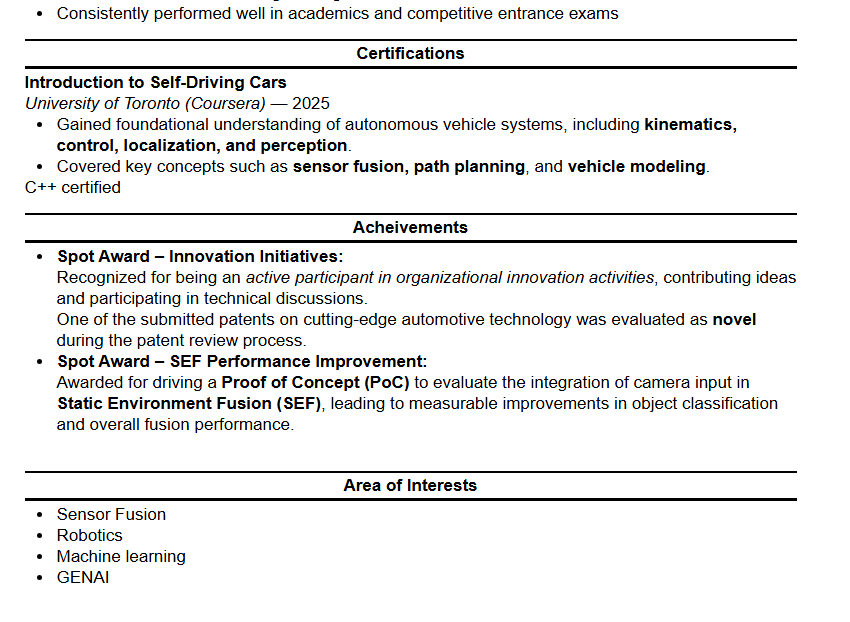 • Consistently performed well in academics and competitive entrance exams
Certifications
Introduction to Self-Driving Cars
University of Toronto (Coursera) — 2025
• Gained foundational understanding of autonomous vehicle systems, including kinematics,
control, localization, and perception.
• Covered key concepts such as sensor fusion, path planning, and vehicle modeling.
C++ certified
Acheivements
• Spot Award – Innovation Initiatives:
Recognized for being an active participant in organizational innovation activities, contributing ideas
and participating in technical discussions.
One of the submitted patents on cutting-edge automotive technology was evaluated as novel
during the patent review process.
• Spot Award – SEF Performance Improvement:
Awarded for driving a Proof of Concept (PoC) to evaluate the integration of camera input in
Static Environment Fusion (SEF), leading to measurable improvements in object classification
and overall fusion performance.
Area of Interests
• Sensor Fusion
• Robotics
• Machine learning
• GENAI